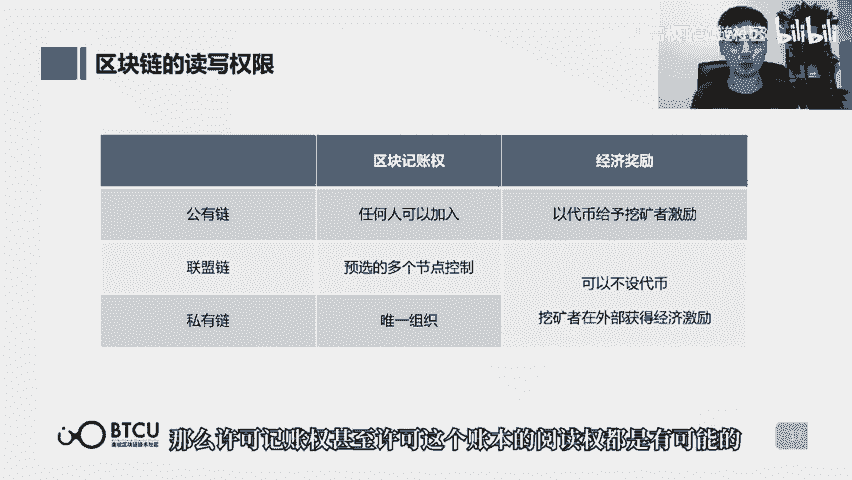 bilibili
区块链的读写权限
区块记账权 经济奖励
公有链 任何人可以加入 以代币给予挖矿者激励
联盟链 预选的多个节点控制
可以不设代币
挖矿者在外部获得经济激励
私有链 唯一组织
BTCU
那么许可记账权甚至许可这个账本的阅读权都是有可能的